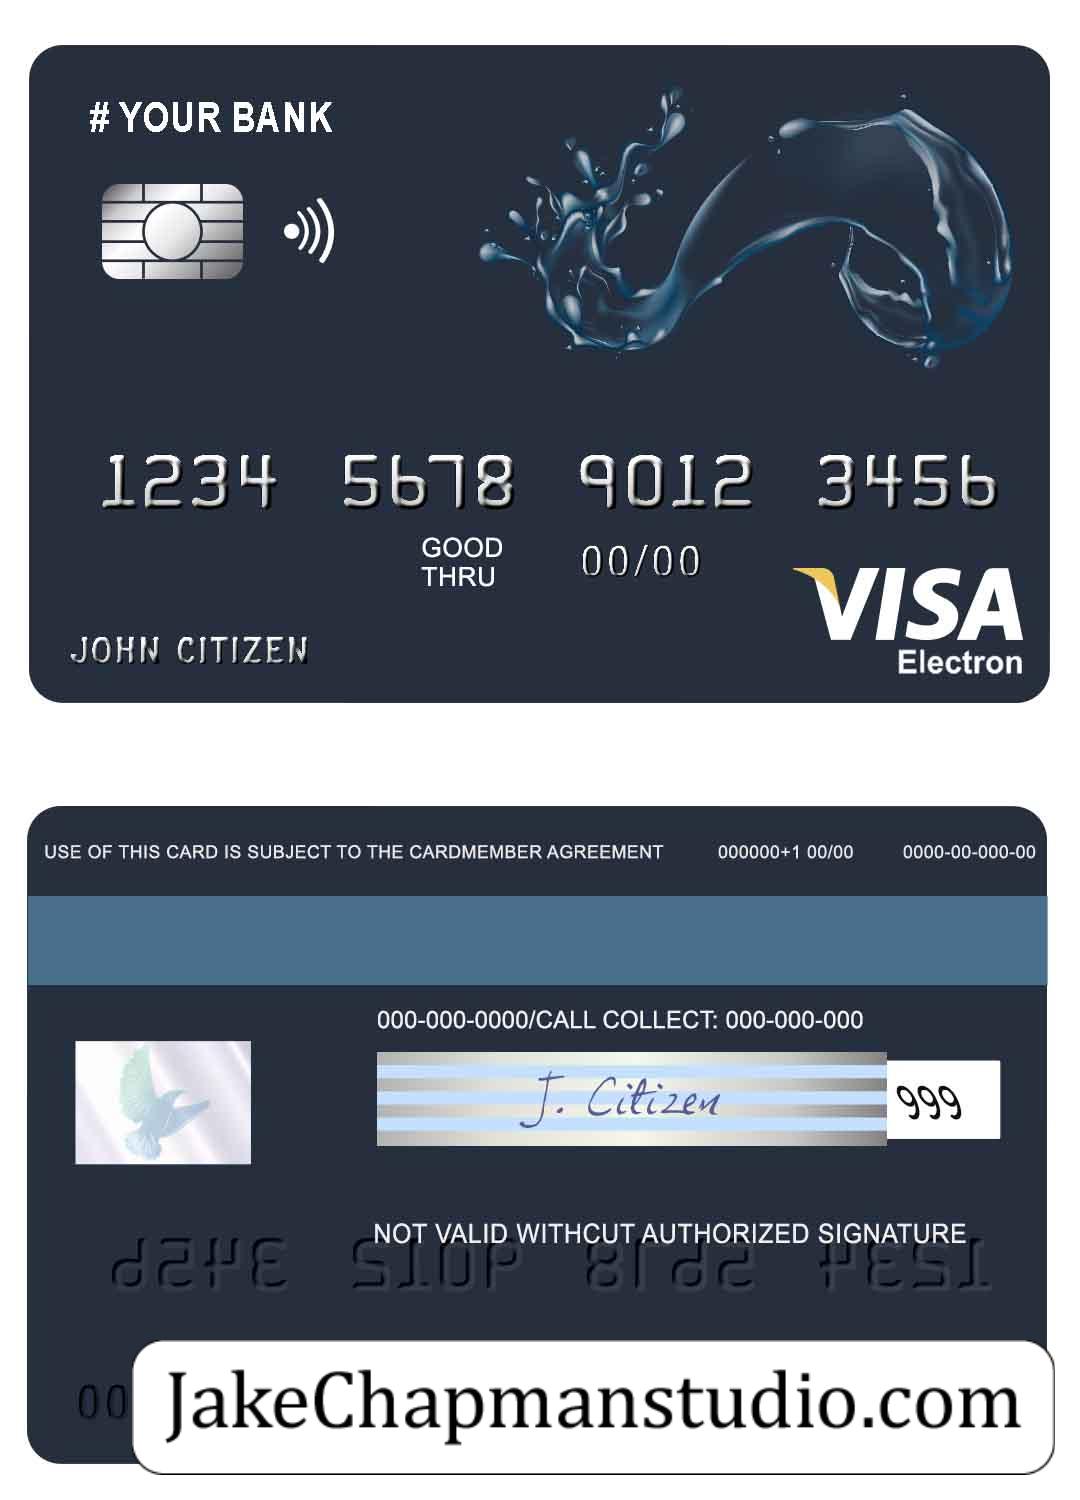 # YOUR BANK
1234 5678 9012 3456
GOOD
THRU
00/00
VISA
Electron
JOHN CITIZEN
USE OF THIS CARD IS SUBJECT TO THE CARDMEMBER AGREEMENT 000000+1 00/00 0000-00-000-00
000-000-0000/CALL COLLECT: 000-000-000
J. Citizen
999
NOT VALID WITHCUT AUTHORIZED SIGNATURE
00
JakeChapmanstudio.com